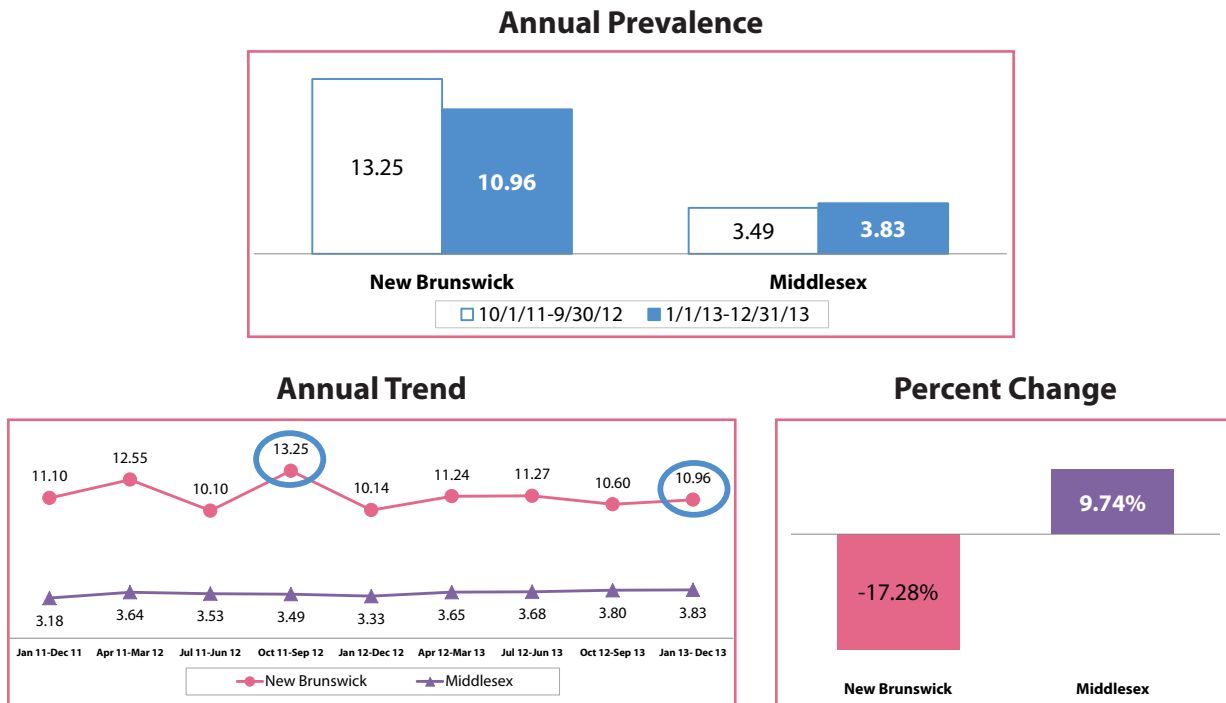 Annual Prevalence
13.25
10.96
3.49
3.83
New Brunswick Middlesex
10/1/11-9/30/12 1/1/13-12/31/13
Annual Trend
11.10 12.55 10.10 13.25 10.14 11.24 11.27 10.60 10.96
3.18 3.64 3.53 3.49 3.33 3.65 3.68 3.80 3.83
Jan 11-Dec 11 Apr 11-Mar 12 Jul 11-Jun 12 Oct 11-Sep 12 Jan 12-Dec 12 Apr 12-Mar 13 Jul 12-Jun 13 Oct 12-Sep 13 Jan 13- Dec 13
New Brunswick Middlesex
Percent Change
9.74%
-17.28%
New Brunswick Middlesex